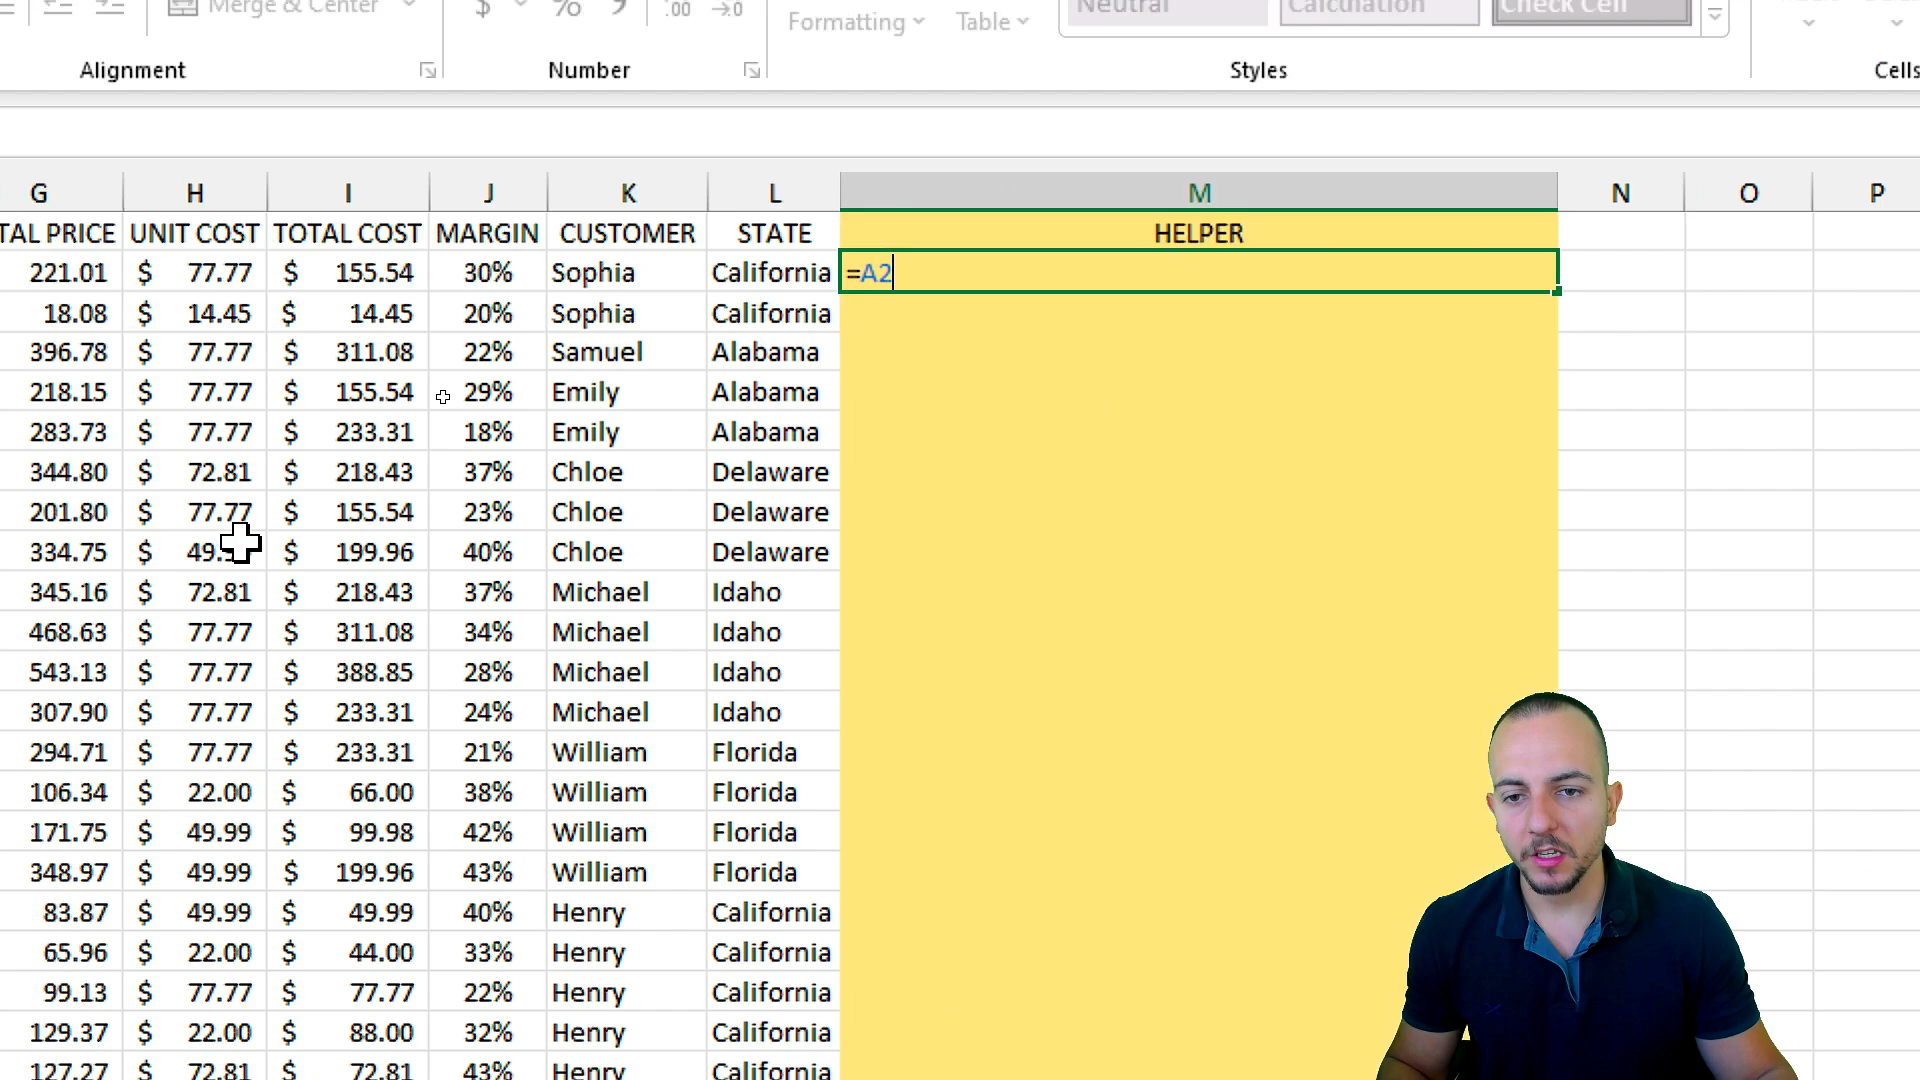 Merge & Center $ % 9 .00 →0 Formatting Table Neutral Calculation Check Cell
Alignment Number Styles Cells
G H I J K L M N O P
TAL PRICE UNIT COST TOTAL COST MARGIN CUSTOMER STATE HELPER
221.01 $ 77.77 $ 155.54 30% Sophia California =A2
18.08 $ 14.45 $ 14.45 20% Sophia California
396.78 $ 77.77 $ 311.08 22% Samuel Alabama
218.15 $ 77.77 $ 155.54 29% Emily Alabama
283.73 $ 77.77 $ 233.31 18% Emily Alabama
344.80 $ 72.81 $ 218.43 37% Chloe Delaware
201.80 $ 77.77 $ 155.54 23% Chloe Delaware
334.75 $ 49. $ 199.96 40% Chloe Delaware
345.16 $ 72.81 $ 218.43 37% Michael Idaho
468.63 $ 77.77 $ 311.08 34% Michael Idaho
543.13 $ 77.77 $ 388.85 28% Michael Idaho
307.90 $ 77.77 $ 233.31 24% Michael Idaho
294.71 $ 77.77 $ 233.31 21% William Florida
106.34 $ 22.00 $ 66.00 38% William Florida
171.75 $ 49.99 $ 99.98 42% William Florida
348.97 $ 49.99 $ 199.96 43% William Florida
83.87 $ 49.99 $ 49.99 40% Henry California
65.96 $ 22.00 $ 44.00 33% Henry California
99.13 $ 77.77 $ 77.77 22% Henry California
129.37 $ 22.00 $ 88.00 32% Henry California
127.27 $ 72.81 $ 72.81 43% Henry California